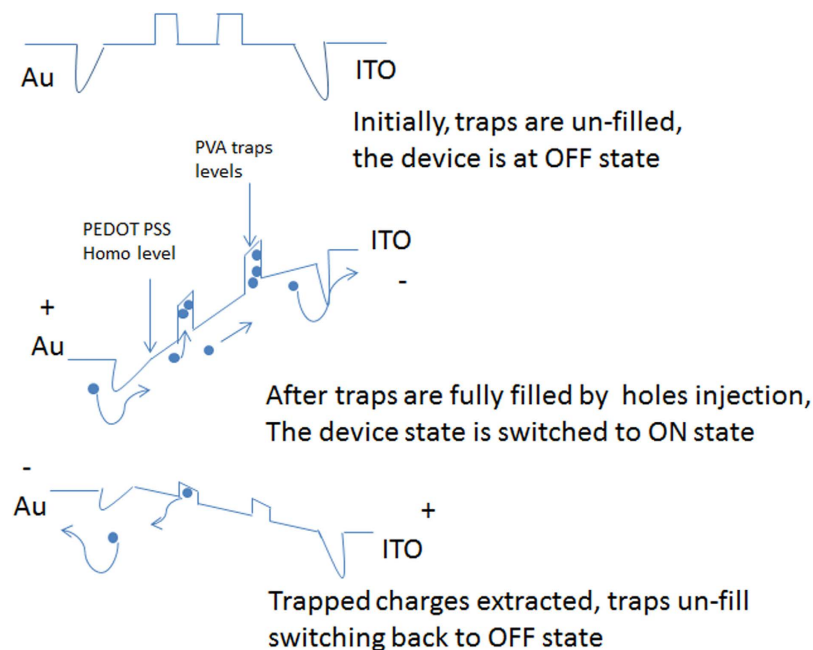 Au
ITO
Initially, traps are un-filled,
the device is at OFF state
PVA traps
levels
PEDOT PSS
Homo level
ITO
-
+
Au
After traps are fully filled by holes injection,
The device state is switched to ON state
-
Au
+
ITO
Trapped charges extracted, traps un-fill
switching back to OFF state